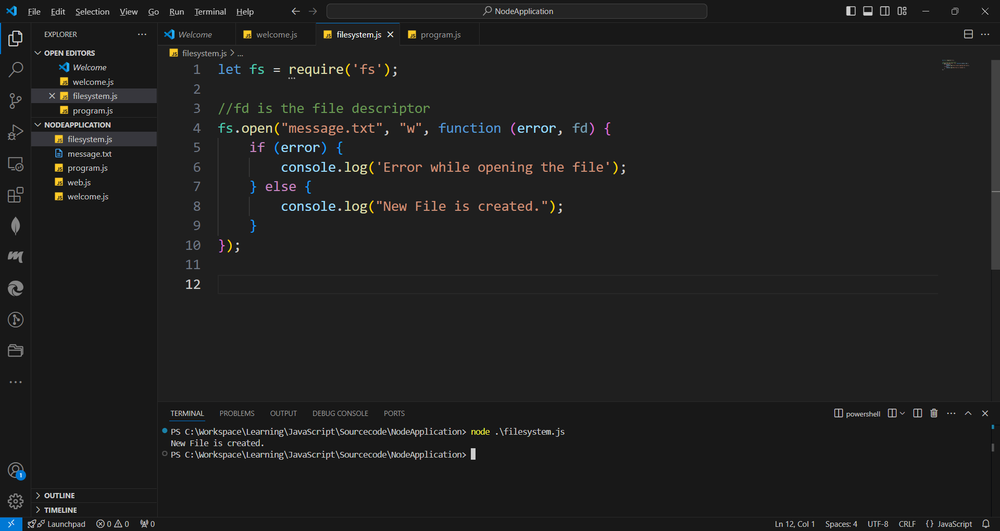 File Edit Selection View Go Run Terminal Help
NodeApplication
EXPLORER
OPEN EDITORS
Welcome
welcome.js
filesystem.js
program.js
NODEAPPLICATION
filesystem.js
message.txt
program.js
web.js
welcome.js
OUTLINE
TIMELINE
Welcome welcome.js filesystem.js program.js
filesystem.js > ...
1 let fs = require('fs');
2
3 //fd is the file descriptor
4 fs.open("message.txt", "w", function (error, fd) {
5     if (error) {
6         console.log('Error while opening the file');
7     } else {
8         console.log("New File is created.");
9     }
10 });
11
12
TERMINAL PROBLEMS OUTPUT DEBUG CONSOLE PORTS
powershell
PS C:\Workspace\Learning\JavaScript\Sourcecode\NodeApplication> node .\filesystem.js
New File is created.
PS C:\Workspace\Learning\JavaScript\Sourcecode\NodeApplication>
1
Launchpad 0 0 0
Ln 12, Col 1 Spaces: 4 UTF-8 CRLF {} JavaScript